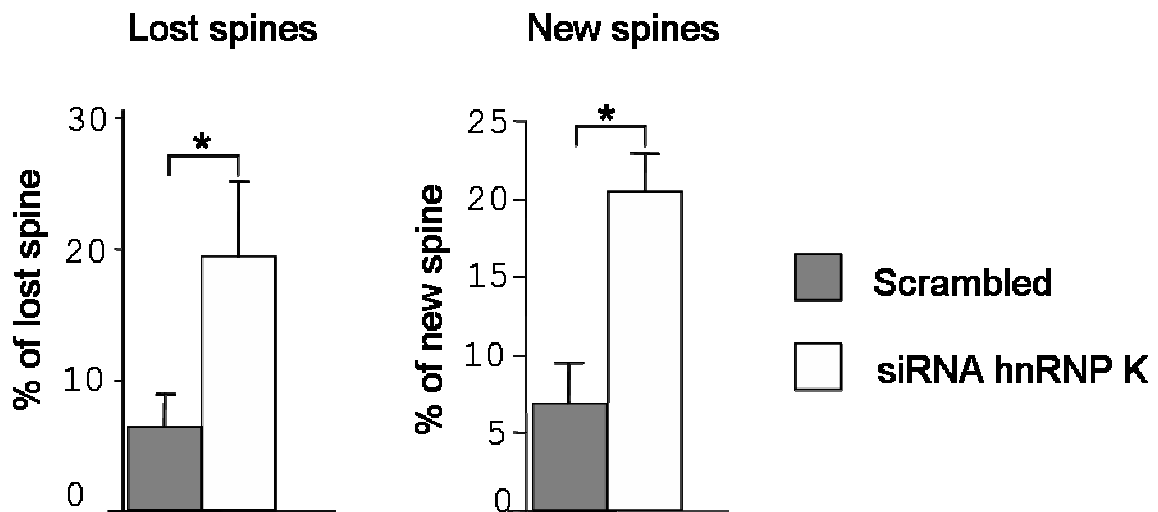 Lost spines
% of lost spine
30
20
10
0
*
New spines
% of new spine
25
20
15
10
5
0
*
Scrambled
siRNA hnRNP K